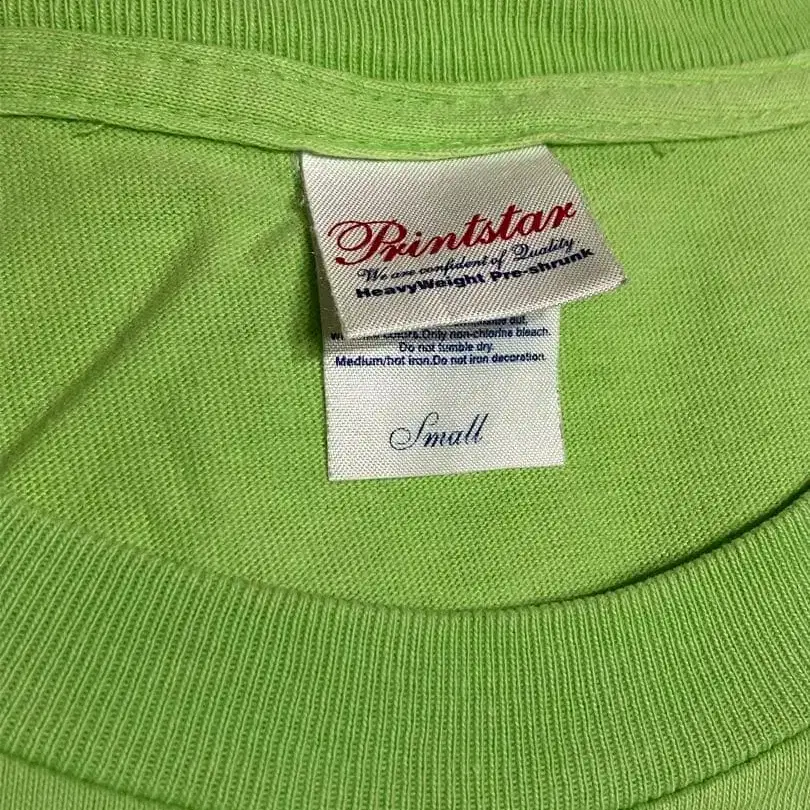 Printstar
We are confident of Quality
HeavyWeight Pre-shrunk
out.
colors.Only non-chlorine bleach.
Do not tumble dry.
Medium/hot iron.Do not iron decoration.
Small